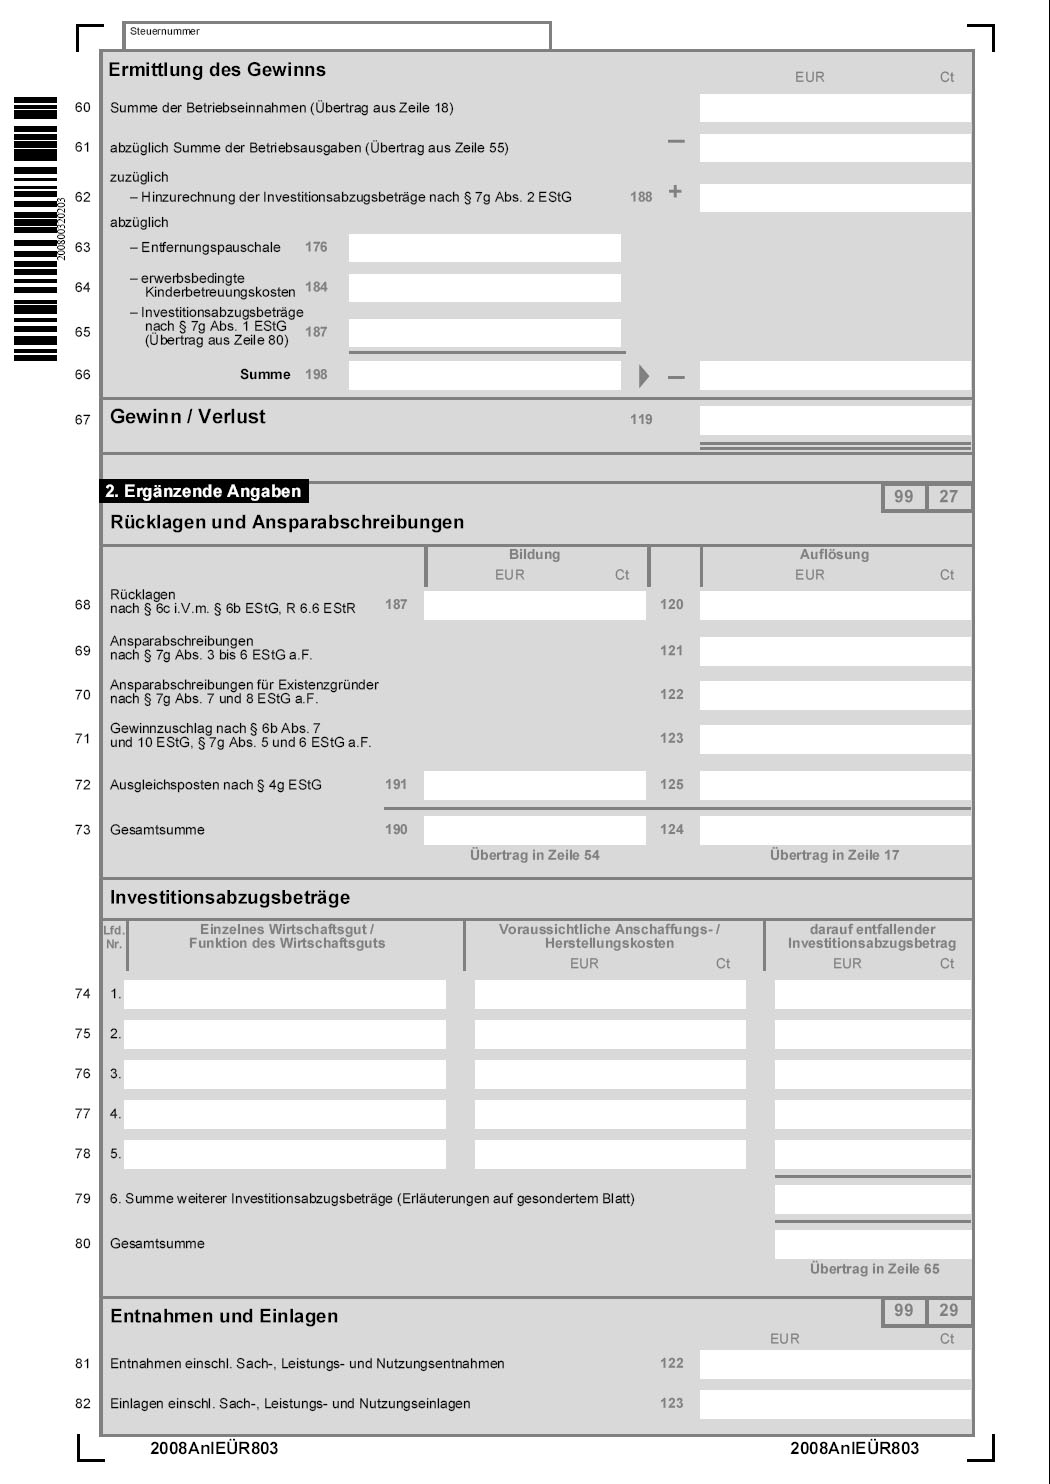 Steuernummer
Ermittlung des Gewinns
EUR Ct
60 Summe der Betriebseinnahmen (Übertrag aus Zeile 18)
61 abzüglich Summe der Betriebsausgaben (Übertrag aus Zeile 55) –
zuzüglich
62 – Hinzurechnung der Investitionsabzugsbeträge nach § 7g Abs. 2 EStG 188 +
abzüglich
63 – Entfernungspauschale 176
– erwerbsbedingte
64 Kinderbetreuungskosten 184
– Investitionsabzugsbeträge
nach § 7g Abs. 1 EStG
65 (Übertrag aus Zeile 80) 187
66 Summe 198 –
67 Gewinn / Verlust 119
200800320203
2. Ergänzende Angaben 99 27
Rücklagen und Ansparabschreibungen
Bildung Auflösung
EUR Ct EUR Ct
Rücklagen
68 nach § 6c i.V.m. § 6b EStG, R 6.6 EStR 187 120
Ansparabschreibungen
69 nach § 7g Abs. 3 bis 6 EStG a.F. 121
Ansparabschreibungen für Existenzgründer
70 nach § 7g Abs. 7 und 8 EStG a.F. 122
Gewinnzuschlag nach § 6b Abs. 7
71 und 10 EStG, § 7g Abs. 5 und 6 EStG a.F. 123
72 Ausgleichsposten nach § 4g EStG 191 125
73 Gesamtsumme 190 124
Übertrag in Zeile 54 Übertrag in Zeile 17
Investitionsabzugsbeträge
Lfd. Einzelnes Wirtschaftsgut / Voraussichtliche Anschaffungs- / darauf entfallender
Nr. Funktion des Wirtschaftsguts Herstellungskosten Investitionsabzugsbetrag
EUR Ct EUR Ct
74 1.
75 2.
76 3.
77 4.
78 5.
79 6. Summe weiterer Investitionsabzugsbeträge (Erläuterungen auf gesondertem Blatt)
80 Gesamtsumme
Übertrag in Zeile 65
Entnahmen und Einlagen 99 29
EUR Ct
81 Entnahmen einschl. Sach-, Leistungs- und Nutzungsentnahmen 122
82 Einlagen einschl. Sach-, Leistungs- und Nutzungseinlagen 123
2008AnlEÜR803 2008AnlEÜR803